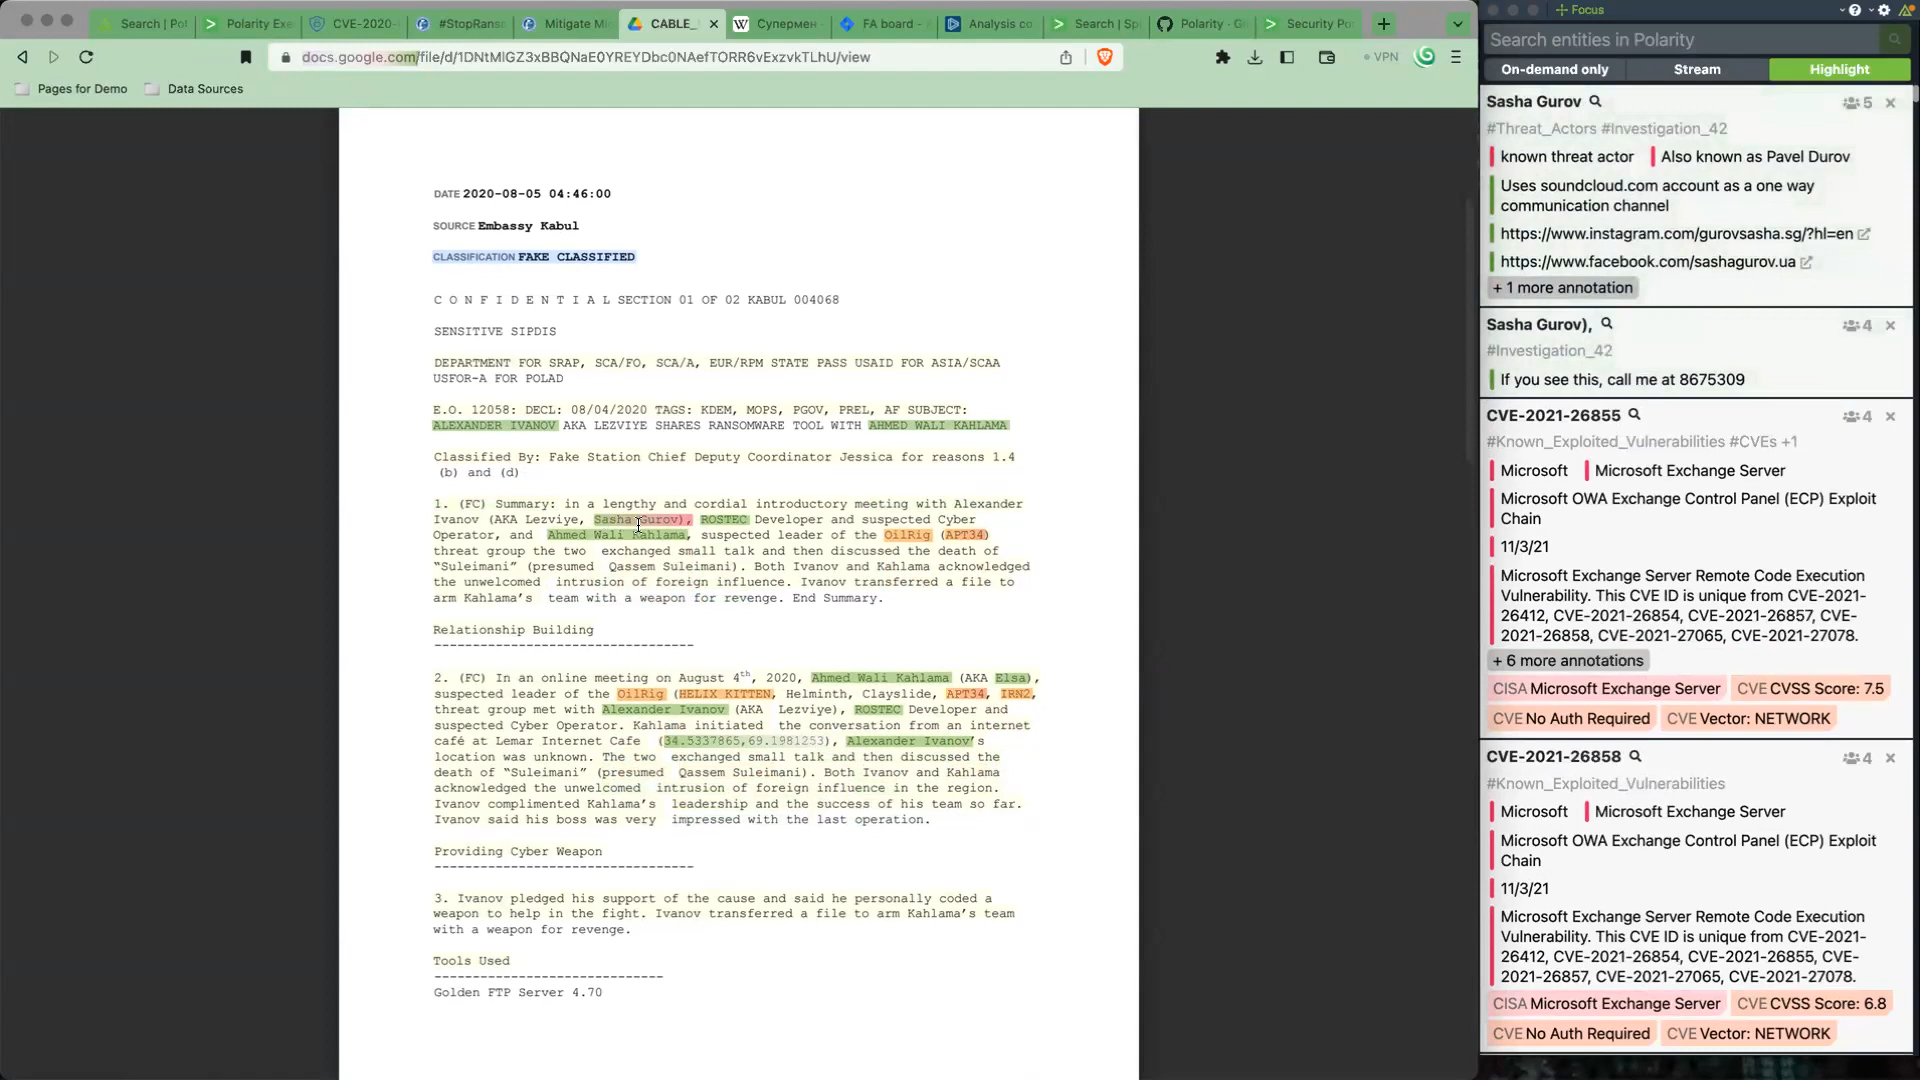 Search | Pol
Polarity Exe
CVE-2020-
#StopRans
Mitigate Mi
CABLE_
Супермен
FA board -
Analysis co
Search | Spl
Polarity - Gi
Security Po
docs.google.com/file/d/1DNtMlGZ3xBBQNaE0YREYDbc0NAefTORR6vExzvkTLhU/view
VPN
Pages for Demo
Data Sources
DATE 2020-08-05 04:46:00
SOURCE Embassy Kabul
CLASSIFICATION FAKE CLASSIFIED
C O N F I D E N T I A L SECTION 01 OF 02 KABUL 004068
SENSITIVE SIPDIS
DEPARTMENT FOR SRAP, SCA/FO, SCA/A, EUR/RPM STATE PASS USAID FOR ASIA/SCAA
USFOR-A FOR POLAD
E.O. 12058: DECL: 08/04/2020 TAGS: KDEM, MOPS, PGOV, PREL, AF SUBJECT:
ALEXANDER IVANOV AKA LEZVIYE SHARES RANSOMWARE TOOL WITH AHMED WALI KAHLAMA
Classified By: Fake Station Chief Deputy Coordinator Jessica for reasons 1.4
(b) and (d)
1. (FC) Summary: in a lengthy and cordial introductory meeting with Alexander
Ivanov (AKA Lezviye, Sasha Gurov), ROSTEC Developer and suspected Cyber
Operator, and Ahmed Wali Kahlama, suspected leader of the OilRig (APT34)
threat group the two exchanged small talk and then discussed the death of
“Suleimani” (presumed Qassem Suleimani). Both Ivanov and Kahlama acknowledged
the unwelcomed intrusion of foreign influence. Ivanov transferred a file to
arm Kahlama’s team with a weapon for revenge. End Summary.
Relationship Building
----------------------------------
2. (FC) In an online meeting on August 4th, 2020, Ahmed Wali Kahlama (AKA Elsa),
suspected leader of the OilRig (HELIX KITTEN, Helminth, Clayslide, APT34, IRN2,
threat group met with Alexander Ivanov (AKA Lezviye), ROSTEC Developer and
suspected Cyber Operator. Kahlama initiated the conversation from an internet
café at Lemar Internet Cafe (34.5337865,69.1981253), Alexander Ivanov’s
location was unknown. The two exchanged small talk and then discussed the
death of “Suleimani” (presumed Qassem Suleimani). Both Ivanov and Kahlama
acknowledged the unwelcomed intrusion of foreign influence in the region.
Ivanov complimented Kahlama’s leadership and the success of his team so far.
Ivanov said his boss was very impressed with the last operation.
Providing Cyber Weapon
----------------------------------
3. Ivanov pledged his support of the cause and said he personally coded a
weapon to help in the fight. Ivanov transferred a file to arm Kahlama’s team
with a weapon for revenge.
Tools Used
------------------------------
Golden FTP Server 4.70
Focus
Search entities in Polarity
On-demand only
Stream
Highlight
Sasha Gurov
5
#Threat_Actors #Investigation_42
known threat actor
Also known as Pavel Durov
Uses soundcloud.com account as a one way
communication channel
https://www.instagram.com/gurovsasha.sg/?hl=en
https://www.facebook.com/sashagurov.ua
+ 1 more annotation
Sasha Gurov),
4
#Investigation_42
If you see this, call me at 8675309
CVE-2021-26855
4
#Known_Exploited_Vulnerabilities #CVEs +1
Microsoft
Microsoft Exchange Server
Microsoft OWA Exchange Control Panel (ECP) Exploit
Chain
11/3/21
Microsoft Exchange Server Remote Code Execution
Vulnerability. This CVE ID is unique from CVE-2021-
26412, CVE-2021-26854, CVE-2021-26857, CVE-
2021-26858, CVE-2021-27065, CVE-2021-27078.
+ 6 more annotations
CISA Microsoft Exchange Server
CVE CVSS Score: 7.5
CVE No Auth Required
CVE Vector: NETWORK
CVE-2021-26858
4
#Known_Exploited_Vulnerabilities
Microsoft
Microsoft Exchange Server
Microsoft OWA Exchange Control Panel (ECP) Exploit
Chain
11/3/21
Microsoft Exchange Server Remote Code Execution
Vulnerability. This CVE ID is unique from CVE-2021-
26412, CVE-2021-26854, CVE-2021-26855, CVE-
2021-26857, CVE-2021-27065, CVE-2021-27078.
CISA Microsoft Exchange Server
CVE CVSS Score: 6.8
CVE No Auth Required
CVE Vector: NETWORK